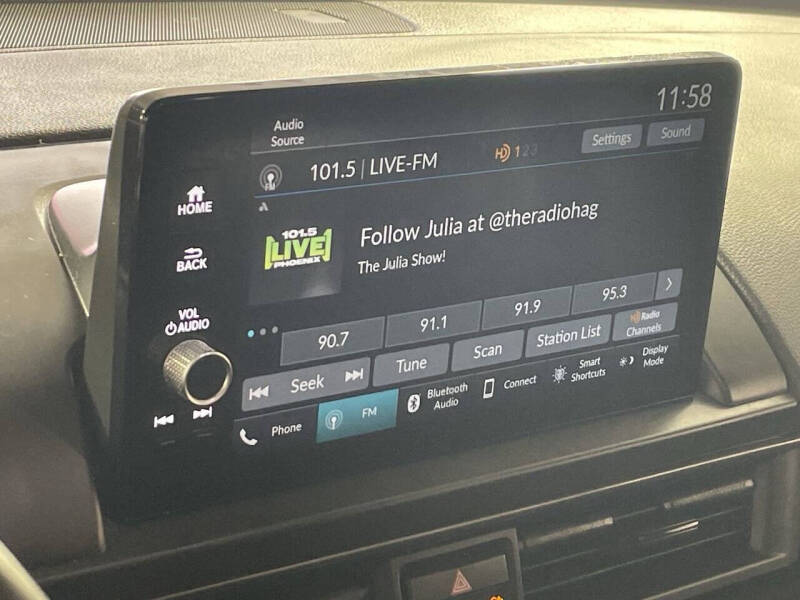 11:58
Audio
Source
Settings
Sound
101.5 | LIVE-FM
HD 1 2 3
FM
HOME
101.5
LIVE
PHOENIX
Follow Julia at @theradiohag
The Julia Show!
BACK
VOL
AUDIO
90.7
91.1
91.9
95.3
Seek
Tune
Scan
Station List
HD Radio
Channels
Phone
FM
Bluetooth
Audio
Connect
Smart
Shortcuts
Display
Mode